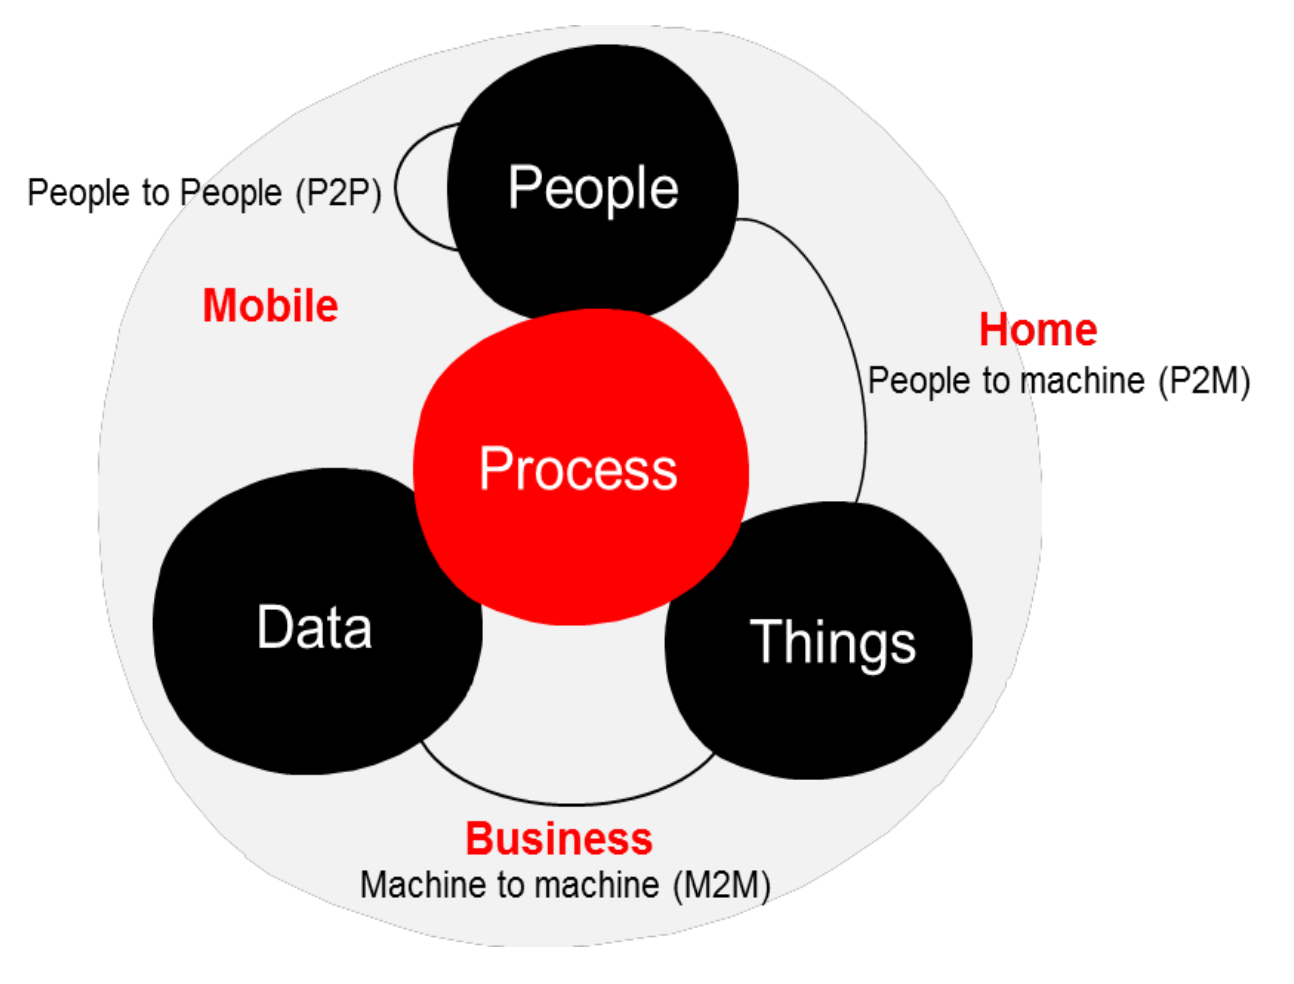 People
People to People (P2P)
Mobile
Home
People to machine (P2M)
Process
Data
Things
Business
Machine to machine (M2M)